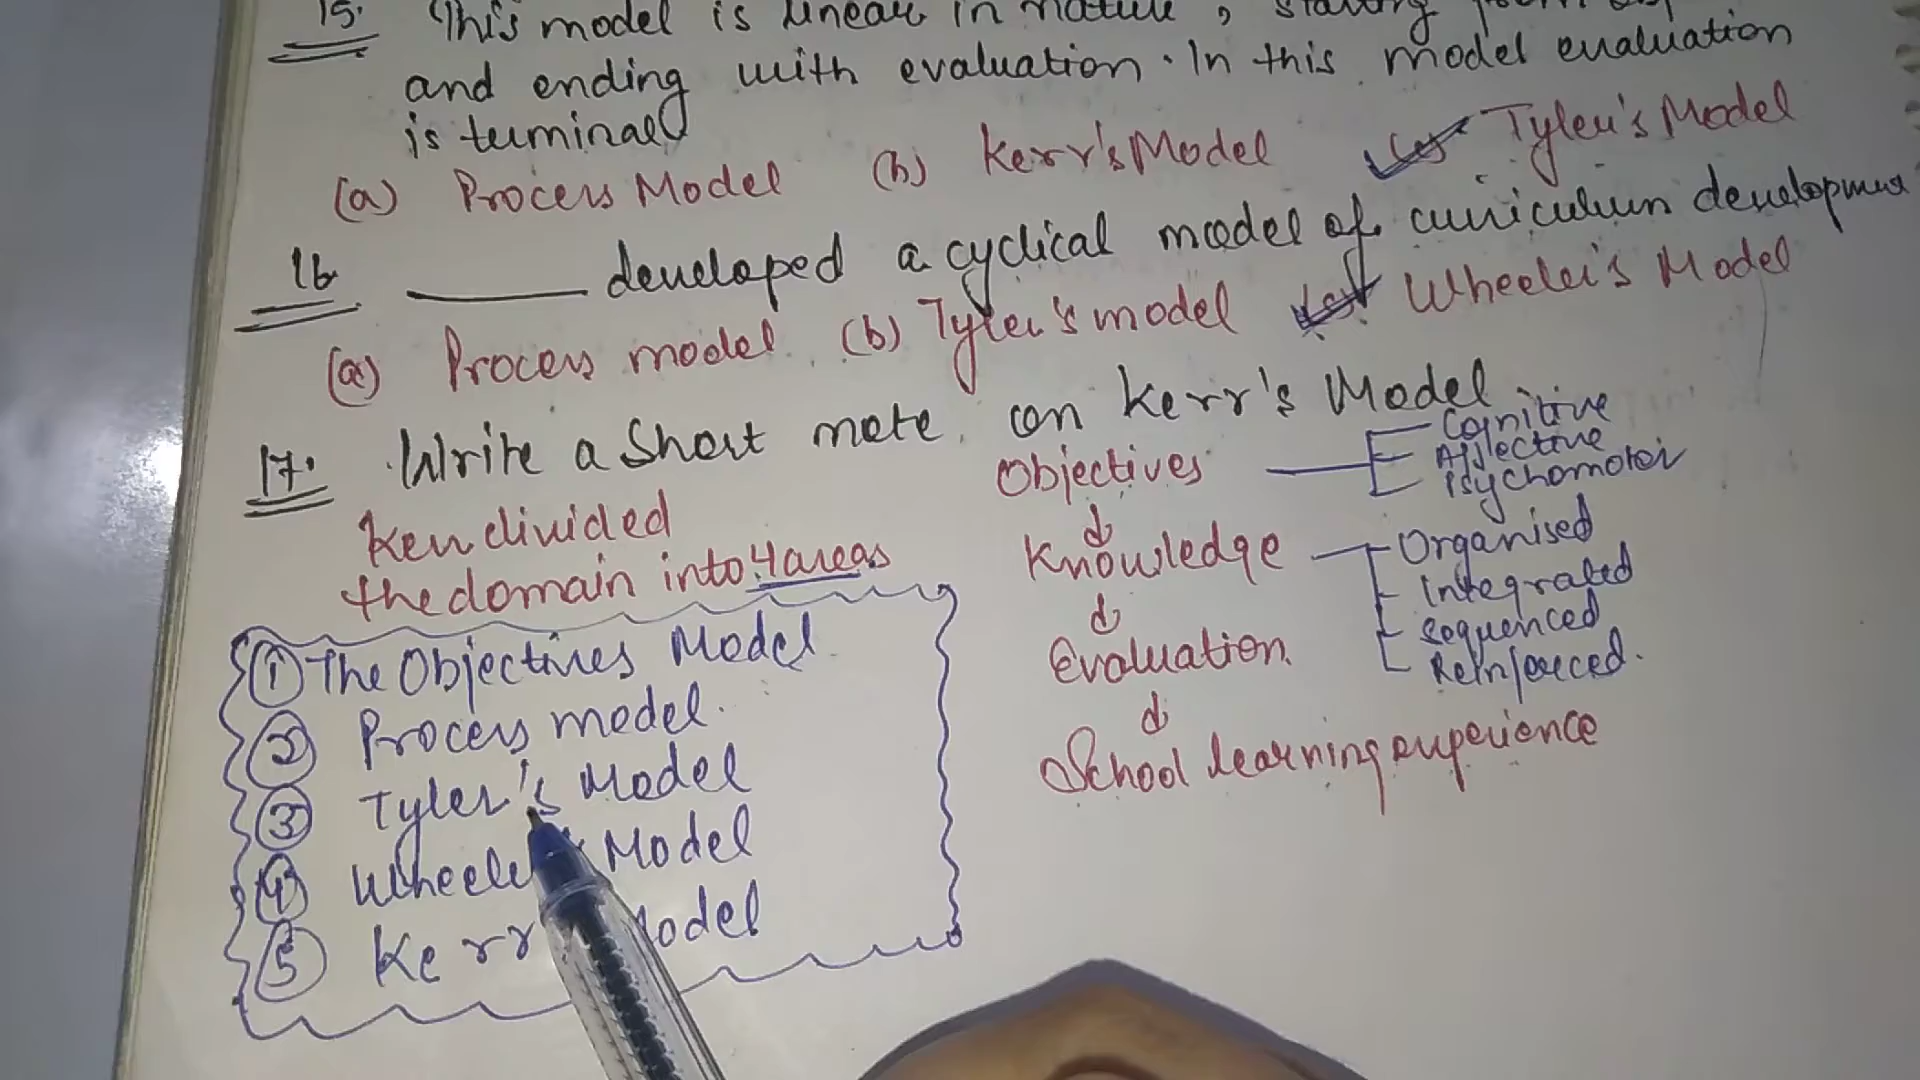 15. This model is linear in nature, starting from
and ending with evaluation. In this model evaluation
is terminal
(a) Process Model (b) Kerr's Model (c) Tyler's Model
16 ______ developed a cyclical model of curriculum development
(a) Process model (b) Tyler's model (c) Wheeler's Model
17. Write a Short note on Kerr's Model
Kerr divided
the domain into 4 areas
Objectives
Cognitive
Affective
Psychomotor
Knowledge
Organised
Integrated
Sequenced
Reinforced.
Evaluation
School learning experience
① The Objectives Model
② Process model.
③ Tyler's Model
④ Wheeler's Model
⑤ Kerr Model